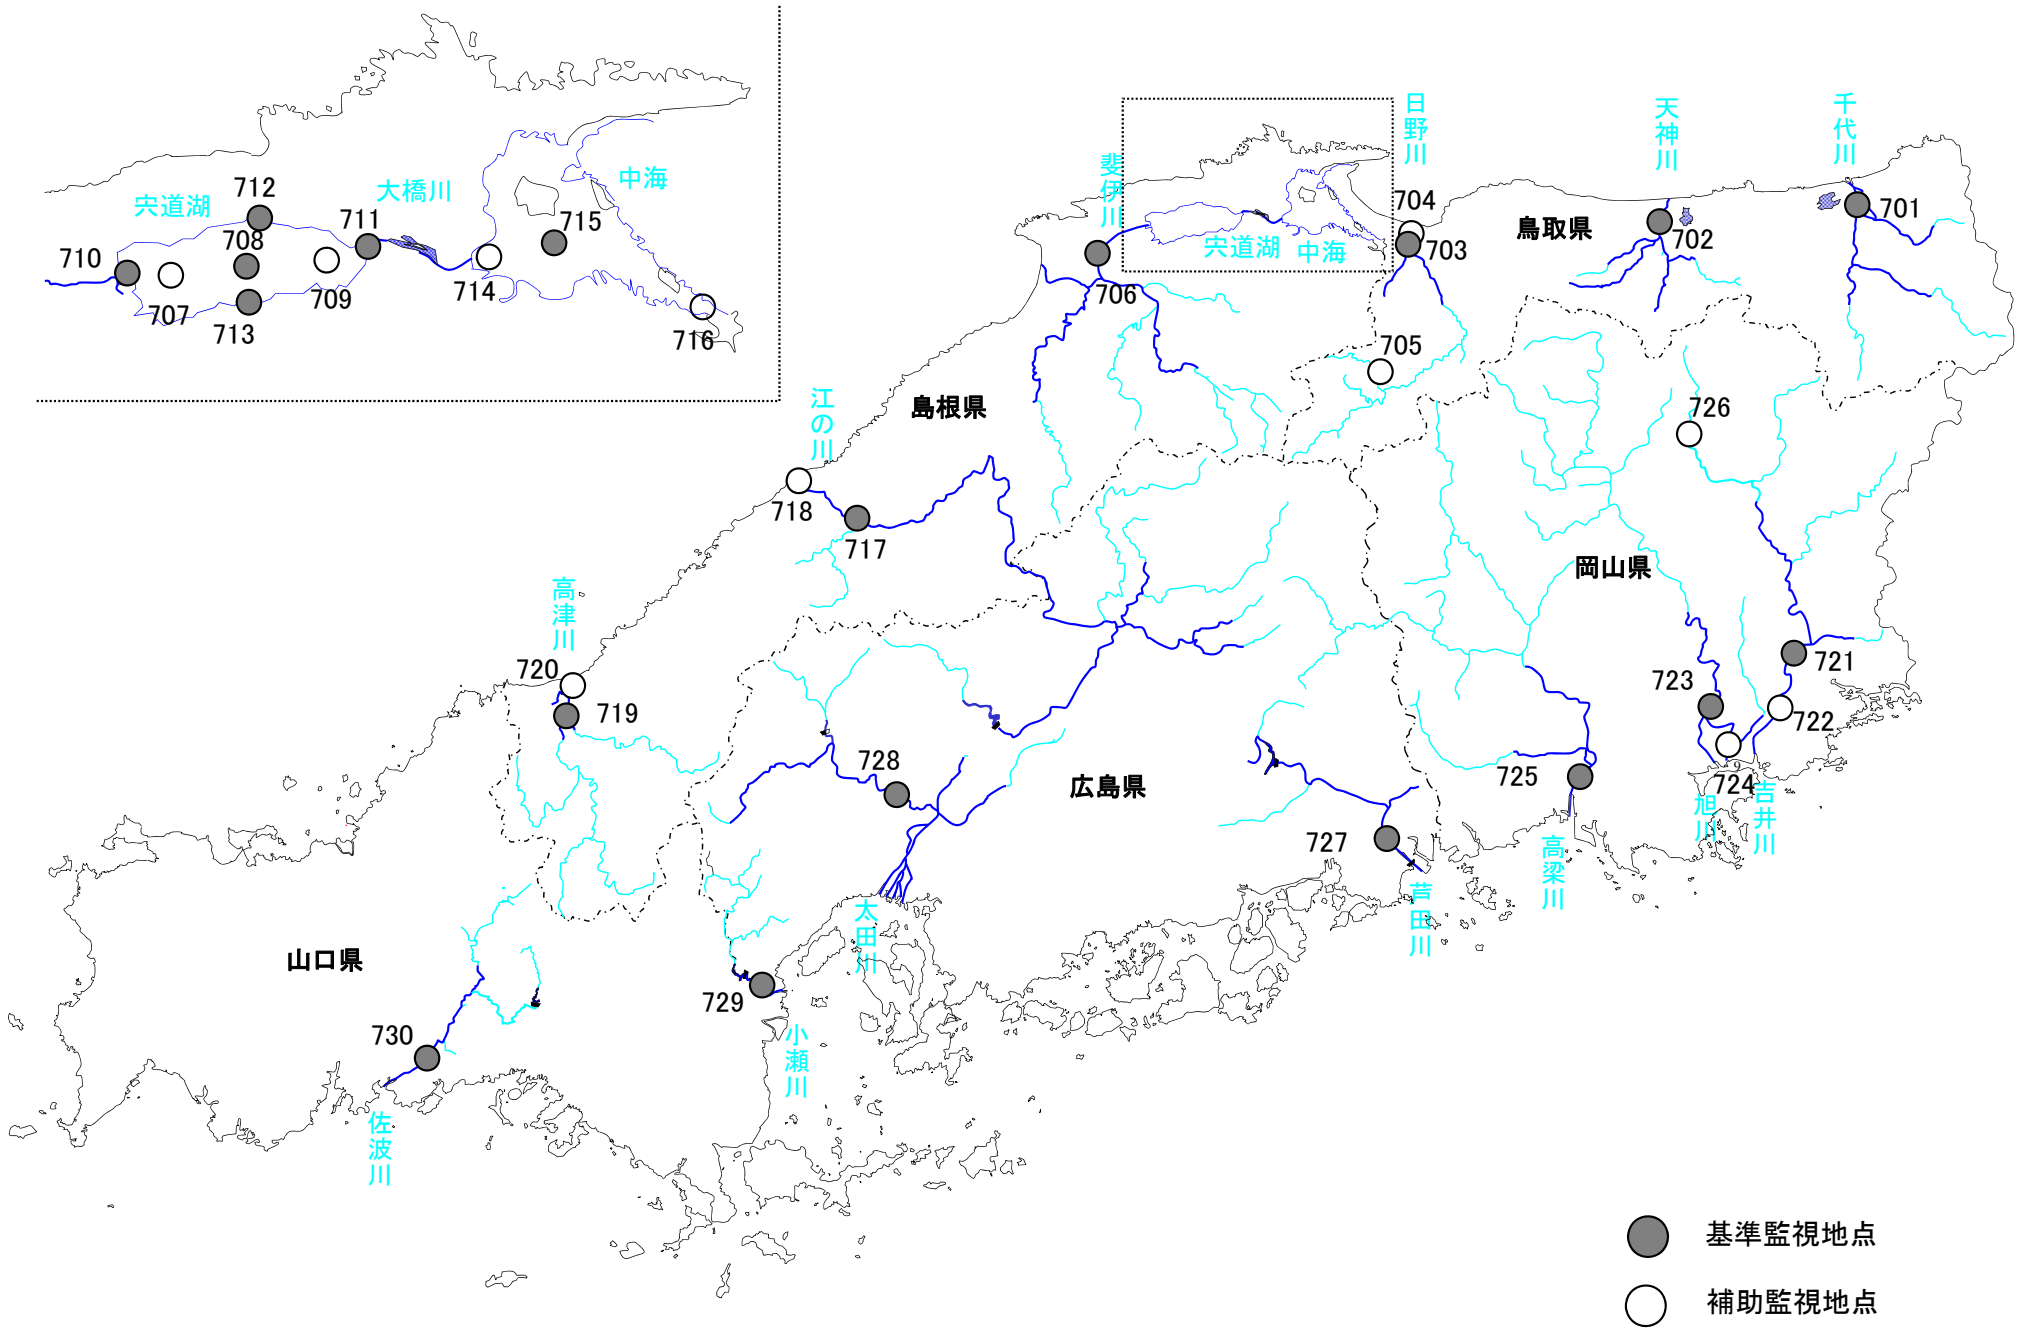 宍道湖
大橋川
中海
712
708
711
715
710
707
709
714
713
716
斐伊川
日野川
天神川
千代川
704
703
鳥取県
702
701
宍道湖
中海
706
705
島根県
江の川
726
718
717
岡山県
高津川
720
719
721
723
722
728
広島県
725
724
旭川
吉井川
727
高梁川
芦田川
太田川
山口県
729
730
小瀬川
佐波川
基準監視地点
補助監視地点